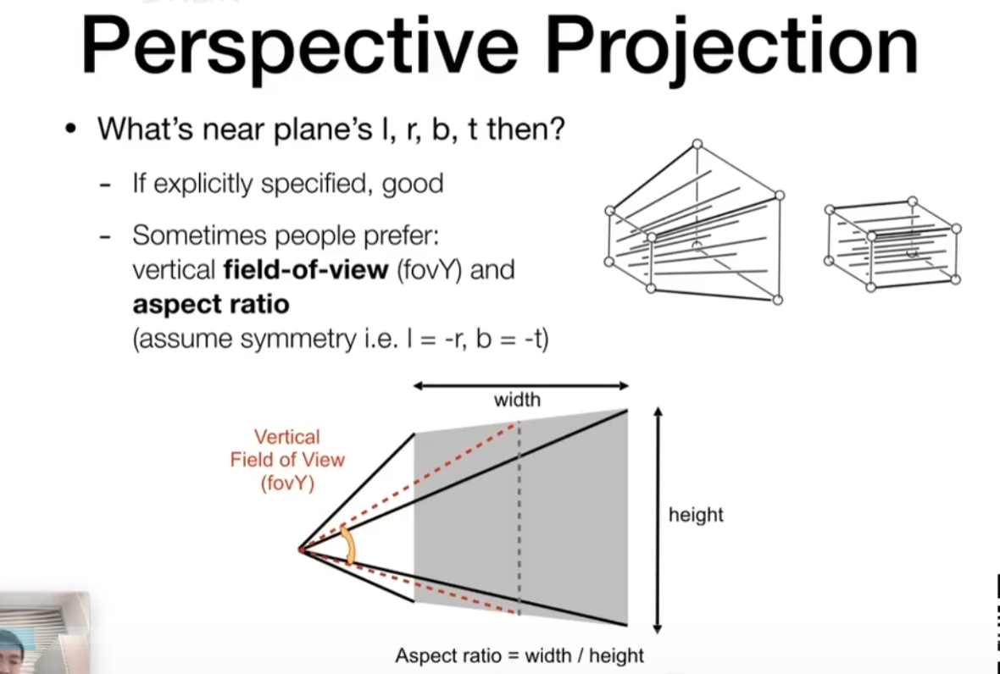 Perspective Projection
• What's near plane's l, r, b, t then?
- If explicitly specified, good
- Sometimes people prefer:
vertical field-of-view (fovY) and
aspect ratio
(assume symmetry i.e. l = -r, b = -t)
width
Vertical
Field of View
(fovY)
height
Aspect ratio = width / height